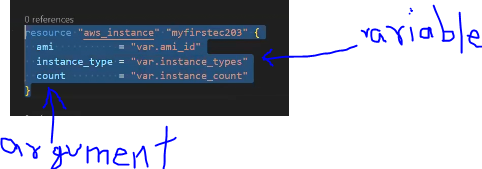 0 references
resource "aws_instance" "myfirstec203" {
ami = "var.ami_id"
instance_type = "var.instance_types"
count = "var.instance_count"
}
variable
argument